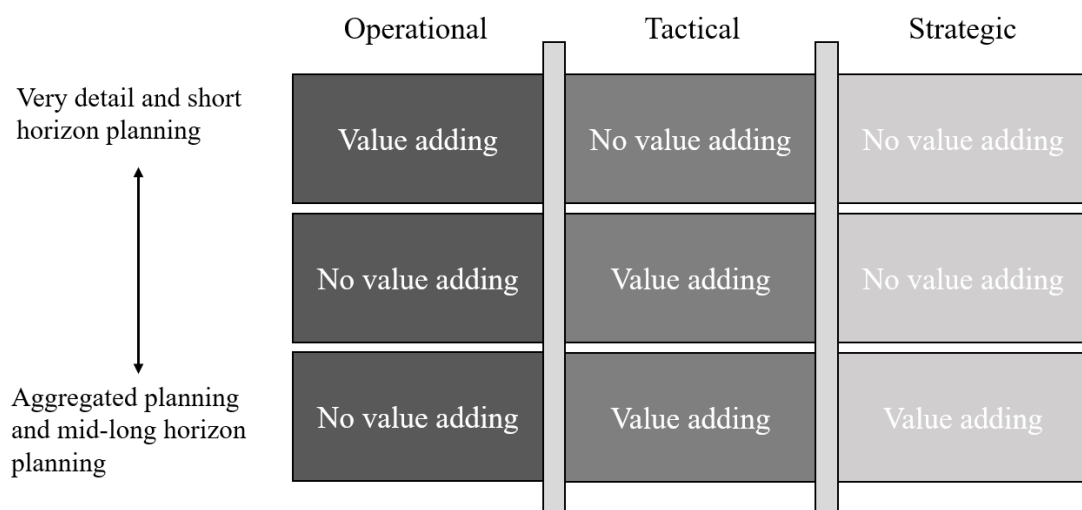 Operational Tactical Strategic
Very detail and short
horizon planning
Value adding No value adding No value adding
No value adding Value adding No value adding
Aggregated planning
and mid-long horizon
planning
No value adding Value adding Value adding